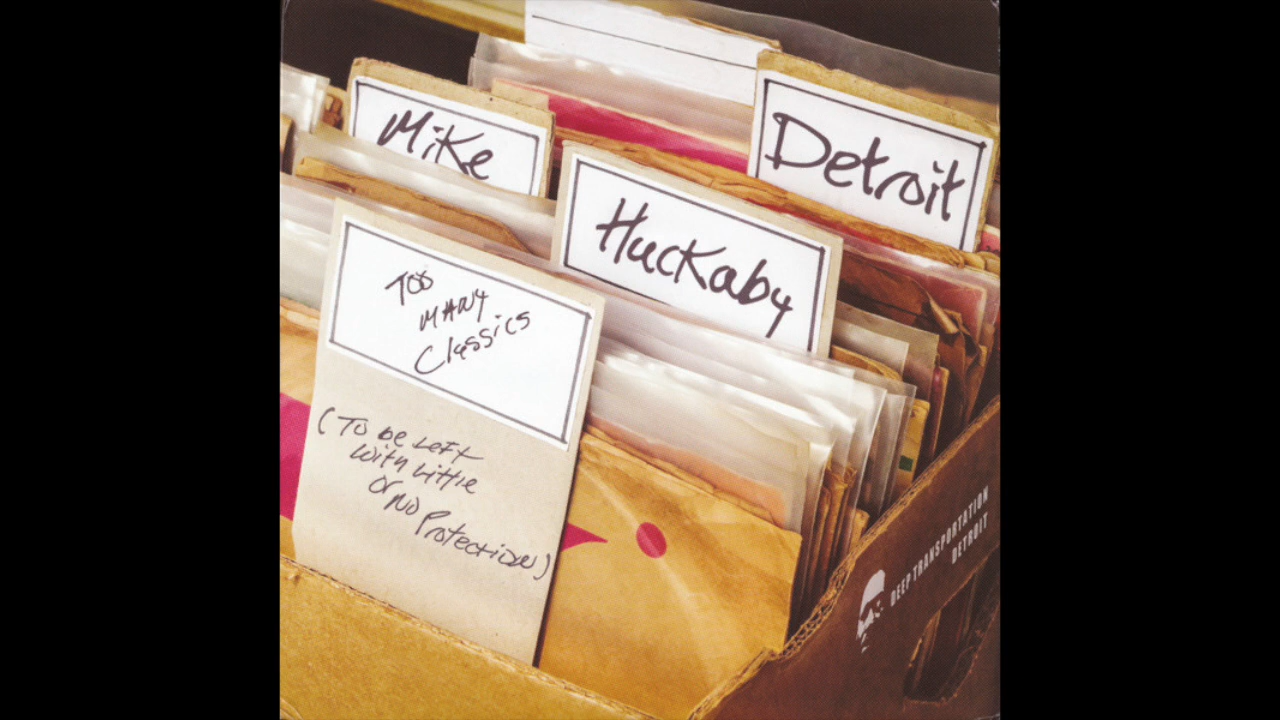 Mike
Detroit
Huckaby
Too
MANY
Classics
(To be Left
with little
or no
Protection)
DEEP TRANSPORTATION
DETROIT